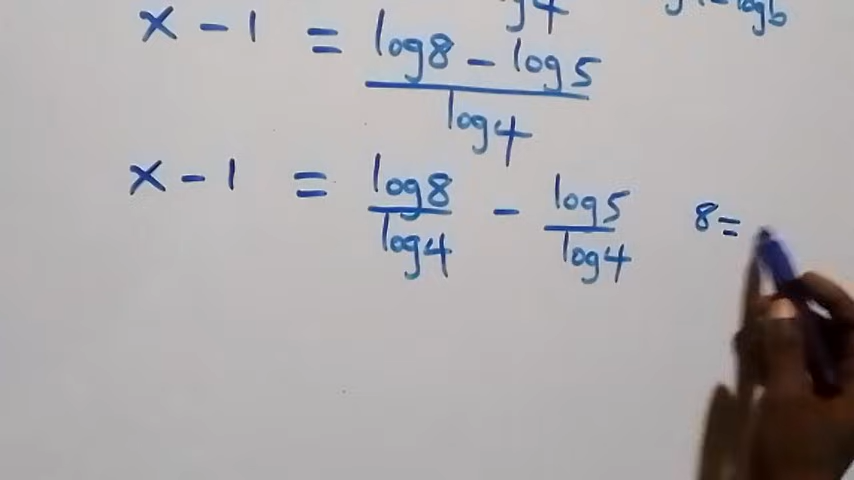 x - 1 = log8 - log5 / log4
x - 1 = log8 / log4 - log5 / log4
8 =